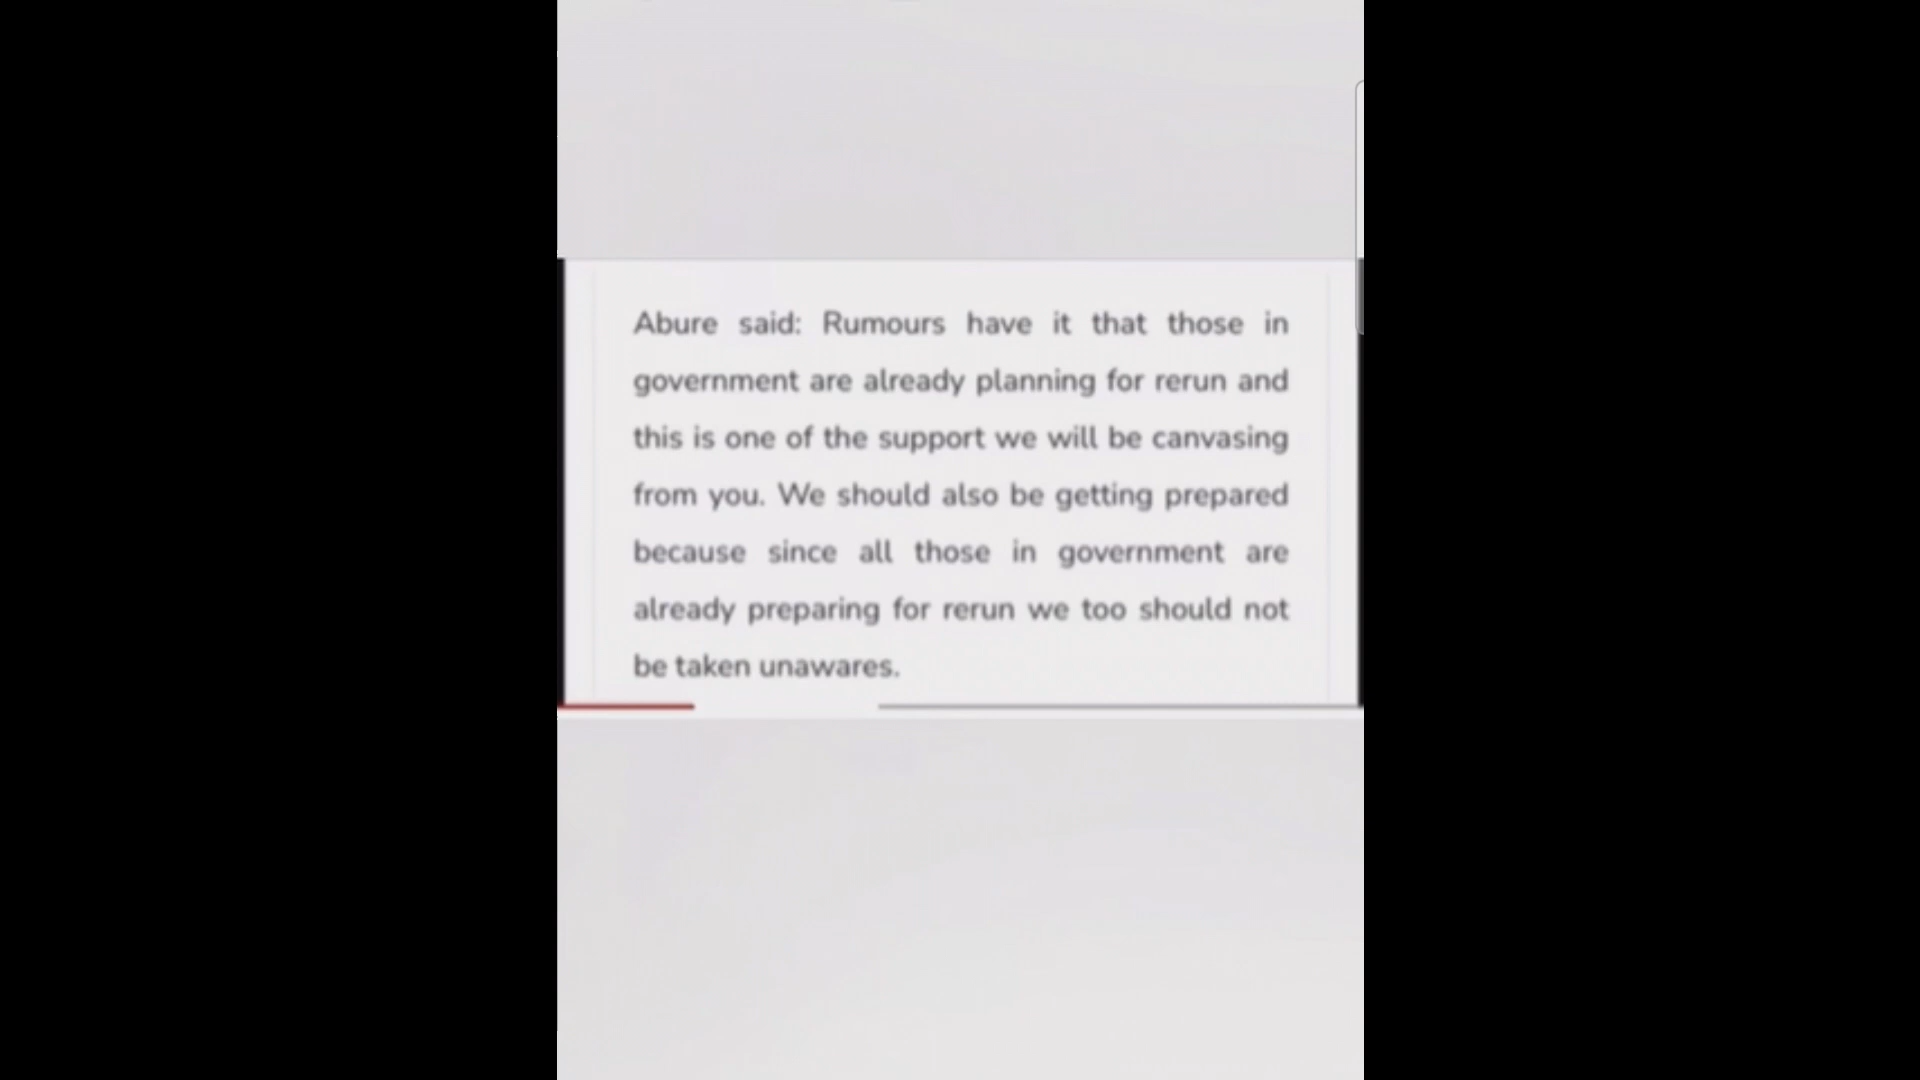 Abure said: Rumours have it that those in
government are already planning for rerun and
this is one of the support we will be canvasing
from you. We should also be getting prepared
because since all those in government are
already preparing for rerun we too should not
be taken unawares.